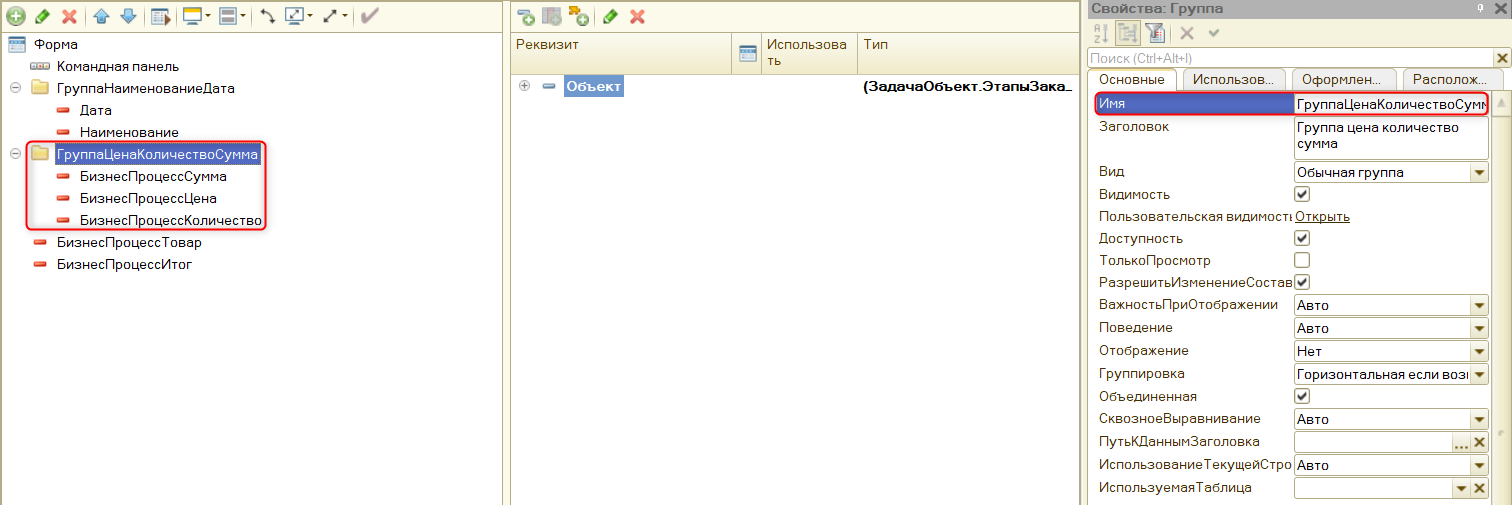 Форма
Командная панель
ГруппаНаименованиеДата
Дата
Наименование
ГруппаЦенаКоличествоСумма
БизнесПроцессСумма
БизнесПроцессЦена
БизнесПроцессКоличество
БизнесПроцессТовар
БизнесПроцессИтог
Реквизит
Использова
ть
Тип
Объект
(ЗадачаОбъект.ЭтапыЗака...
Свойства: Группа
Поиск (Ctrl+Alt+I)
Основные
Использов...
Оформлен...
Располож...
Имя
ГруппаЦенаКоличествоСумм
Заголовок
Группа цена количество
сумма
Вид
Обычная группа
Видимость
Пользовательская видимость
Открыть
Доступность
ТолькоПросмотр
РазрешитьИзменениеСостав
ВажностьПриОтображении
Авто
Поведение
Авто
Отображение
Нет
Группировка
Горизонтальная если воз
Объединенная
СквозноеВыравнивание
Авто
ПутьКДаннымЗаголовка
...
ИспользованиеТекущейСтро
Авто
ИспользуемаяТаблица